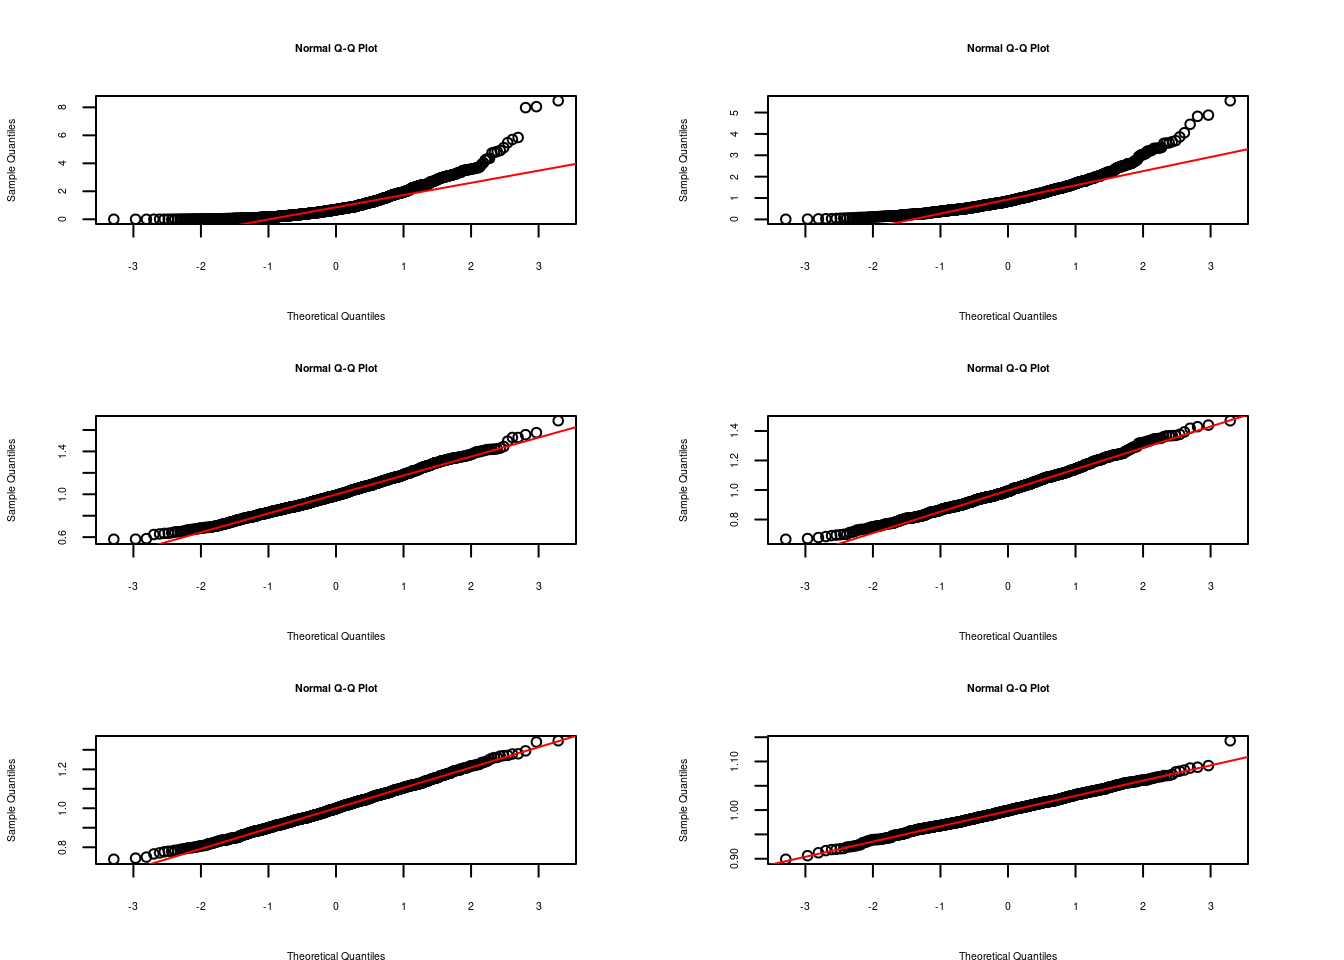 Normal Q-Q Plot
Sample Quantiles
8
6
4
2
0
-3 -2 -1 0 1 2 3
Theoretical Quantiles
Normal Q-Q Plot
Sample Quantiles
5
4
3
2
1
0
-3 -2 -1 0 1 2 3
Theoretical Quantiles
Normal Q-Q Plot
Sample Quantiles
1.4
1.0
0.6
-3 -2 -1 0 1 2 3
Theoretical Quantiles
Normal Q-Q Plot
Sample Quantiles
1.4
1.2
1.0
0.8
-3 -2 -1 0 1 2 3
Theoretical Quantiles
Normal Q-Q Plot
Sample Quantiles
1.2
1.0
0.8
-3 -2 -1 0 1 2 3
Theoretical Quantiles
Normal Q-Q Plot
Sample Quantiles
1.10
1.00
0.90
-3 -2 -1 0 1 2 3
Theoretical Quantiles